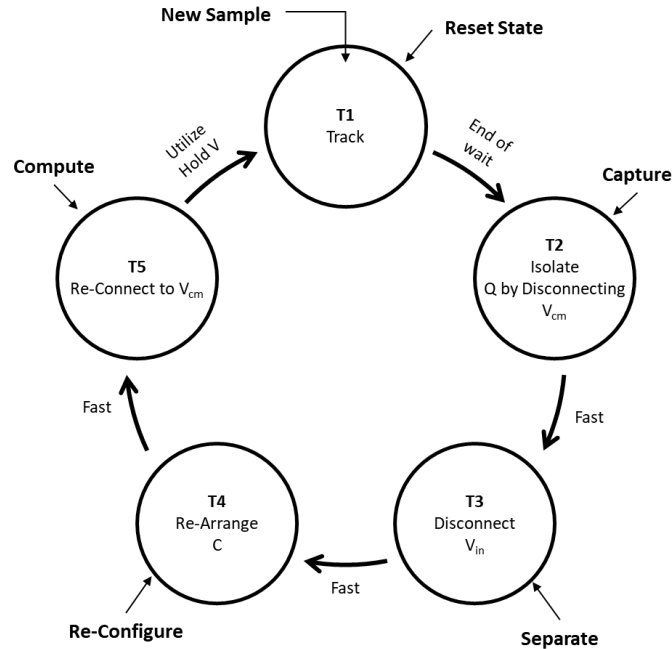 New Sample
Reset State
T1
Track
Utilize
Hold V
End of
wait
Compute
Capture
T5
Re-Connect to Vcm
T2
Isolate
Q by Disconnecting
Vcm
Fast
Fast
T4
Re-Arrange
C
T3
Disconnect
Vin
Fast
Re-Configure
Separate